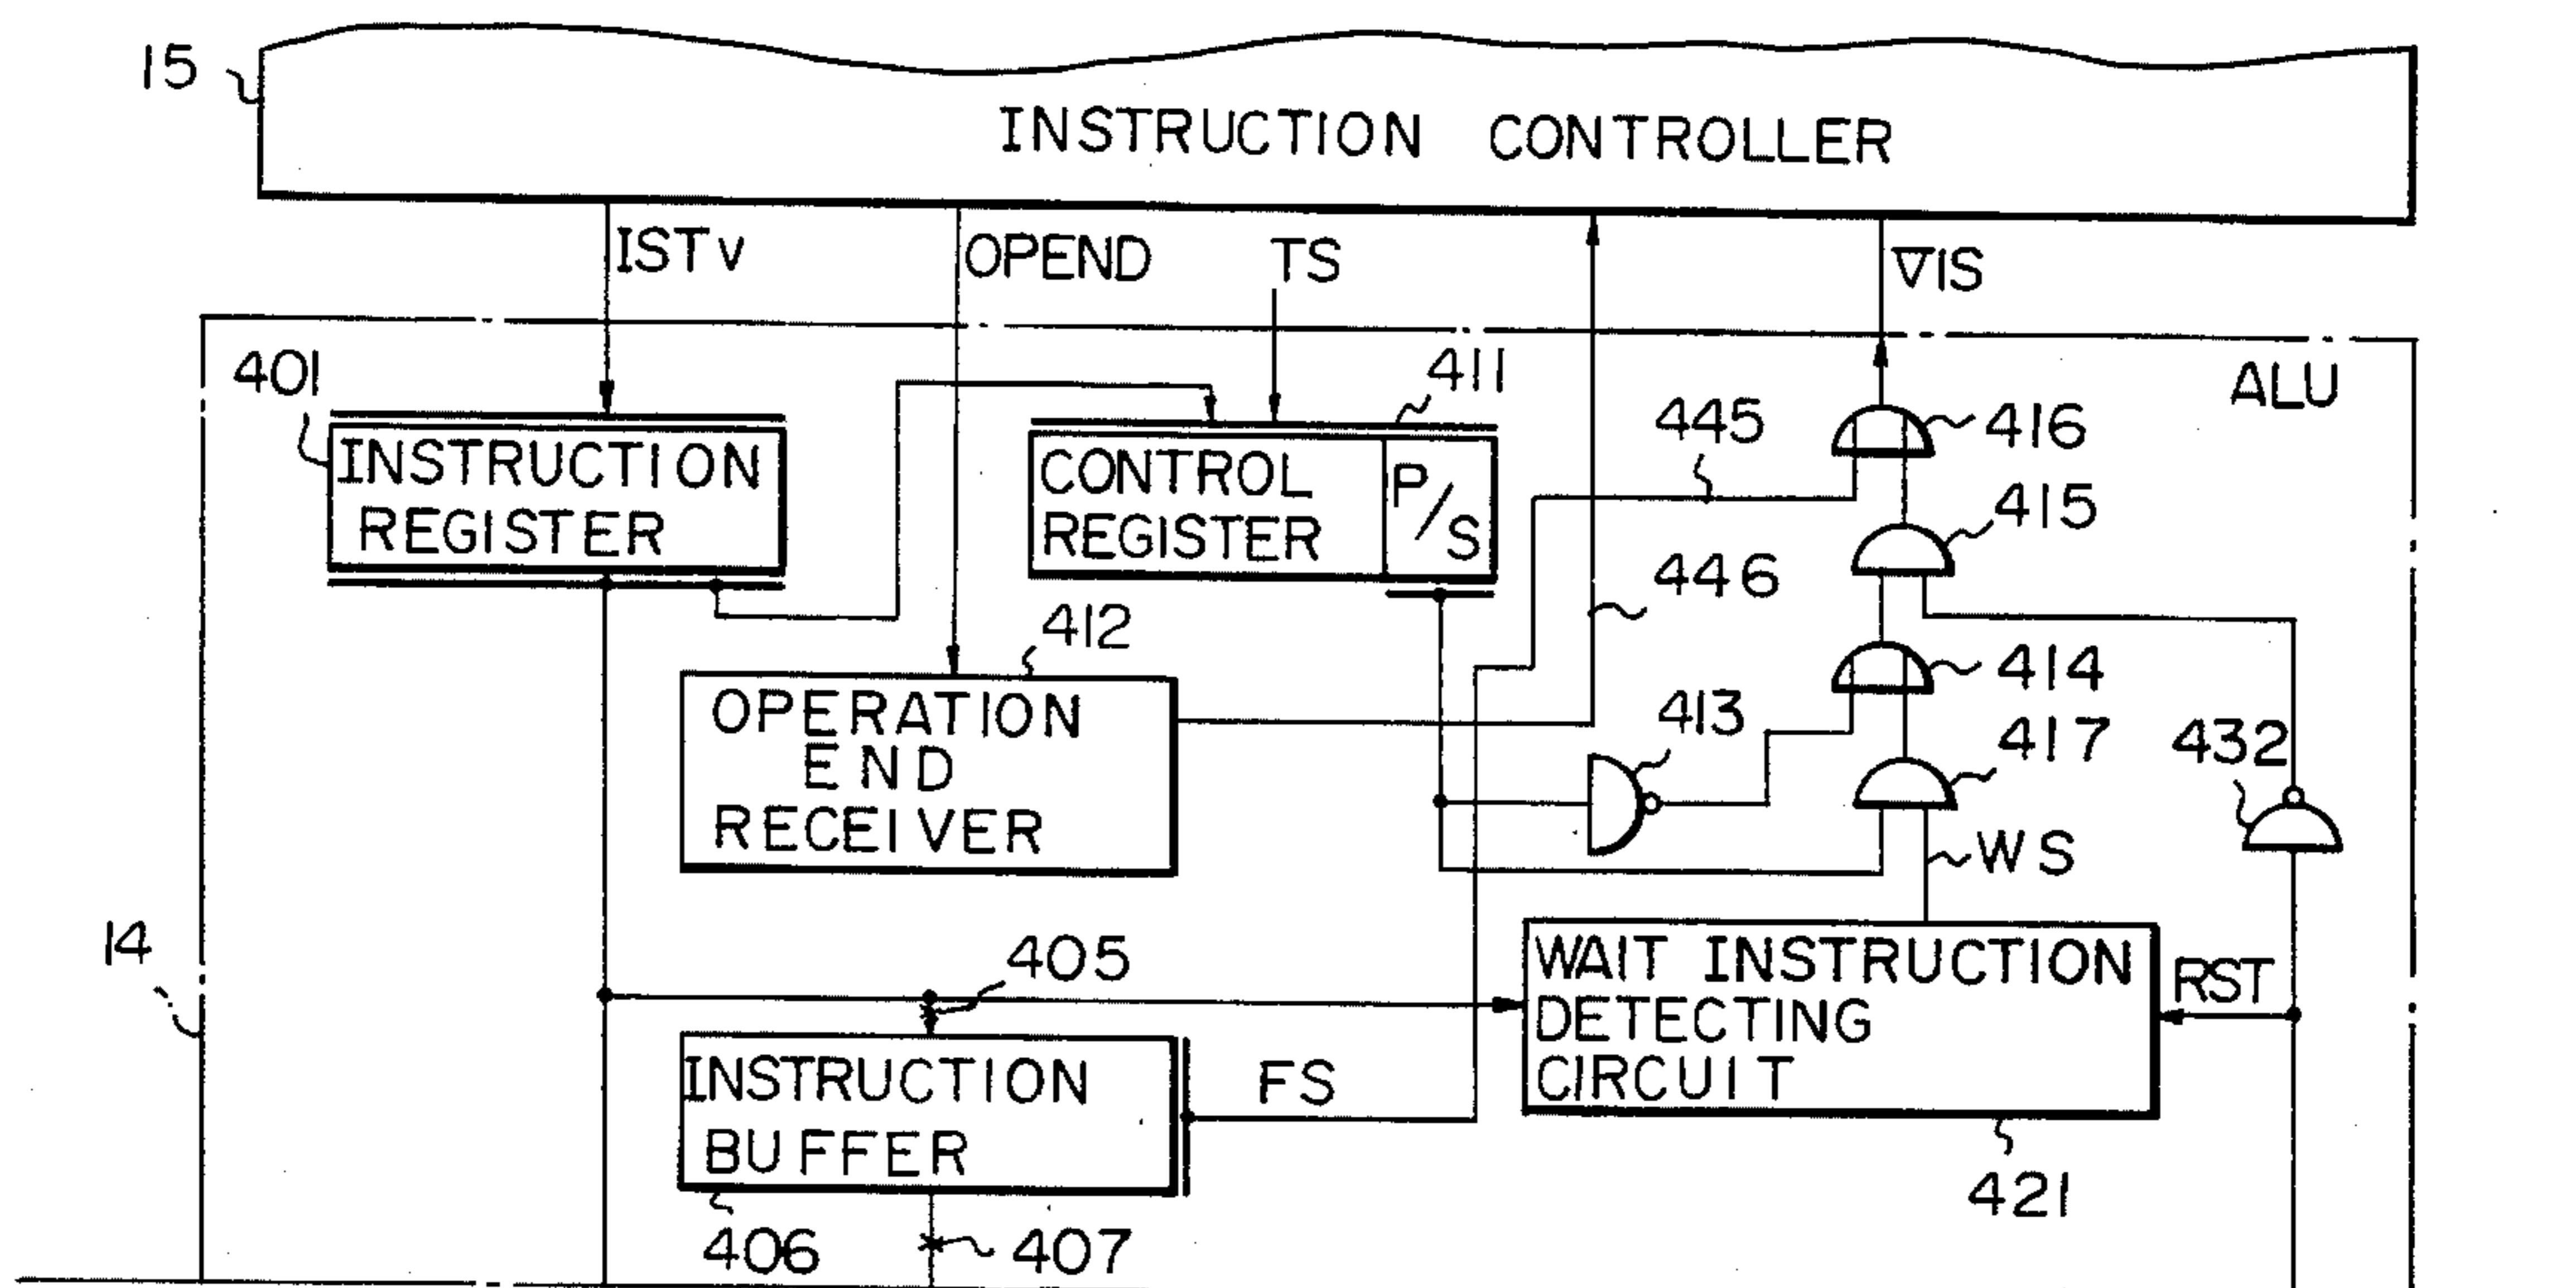 15
INSTRUCTION CONTROLLER
ISTv
OPEND
TS
∇IS
401
411
ALU
445
416
INSTRUCTION
REGISTER
CONTROL
REGISTER
P/S
415
446
412
414
OPERATION
END
RECEIVER
413
417
432
WS
14
405
WAIT INSTRUCTION
DETECTING
CIRCUIT
RST
INSTRUCTION
BUFFER
FS
421
406
407